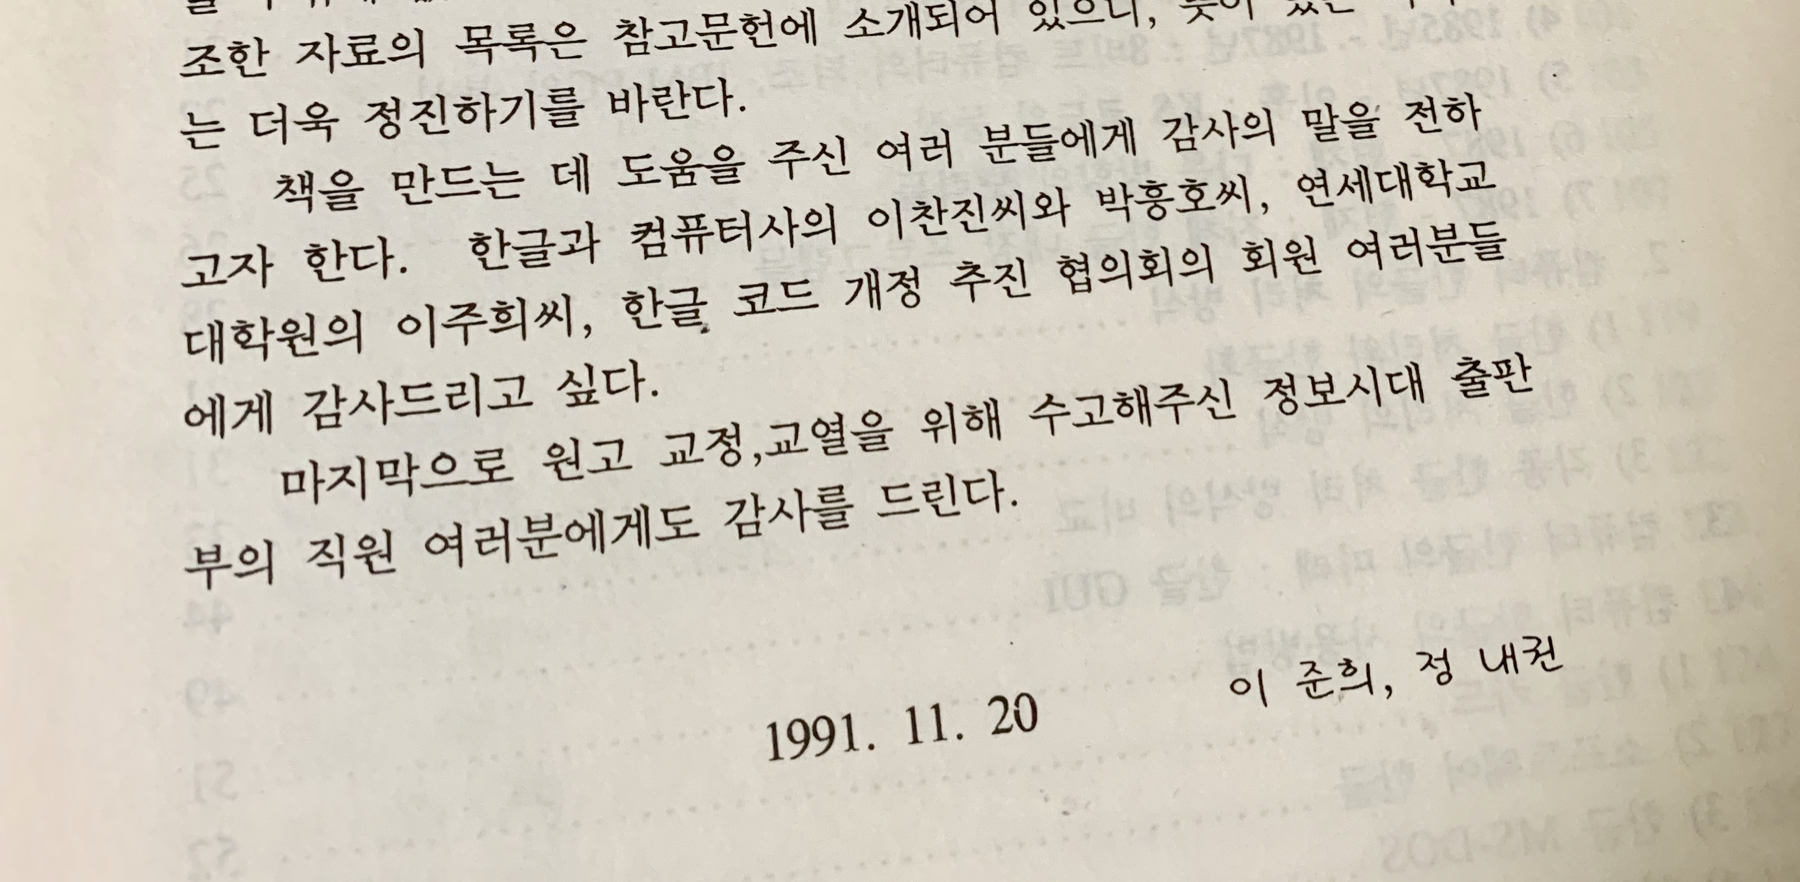 조한 자료의 목록은 참고문헌에 소개되어 있으니,
는 더욱 정진하기를 바란다.
책을 만드는 데 도움을 주신 여러 분들에게 감사의 말을 전하
고자 한다. 한글과 컴퓨터사의 이찬진씨와 박흥호씨, 연세대학교
대학원의 이주희씨, 한글 코드 개정 추진 협의회의 회원 여러분들
에게 감사드리고 싶다.
마지막으로 원고 교정,교열을 위해 수고해주신 정보시대 출판
부의 직원 여러분에게도 감사를 드린다.
1991. 11. 20
이 준희, 정 내권